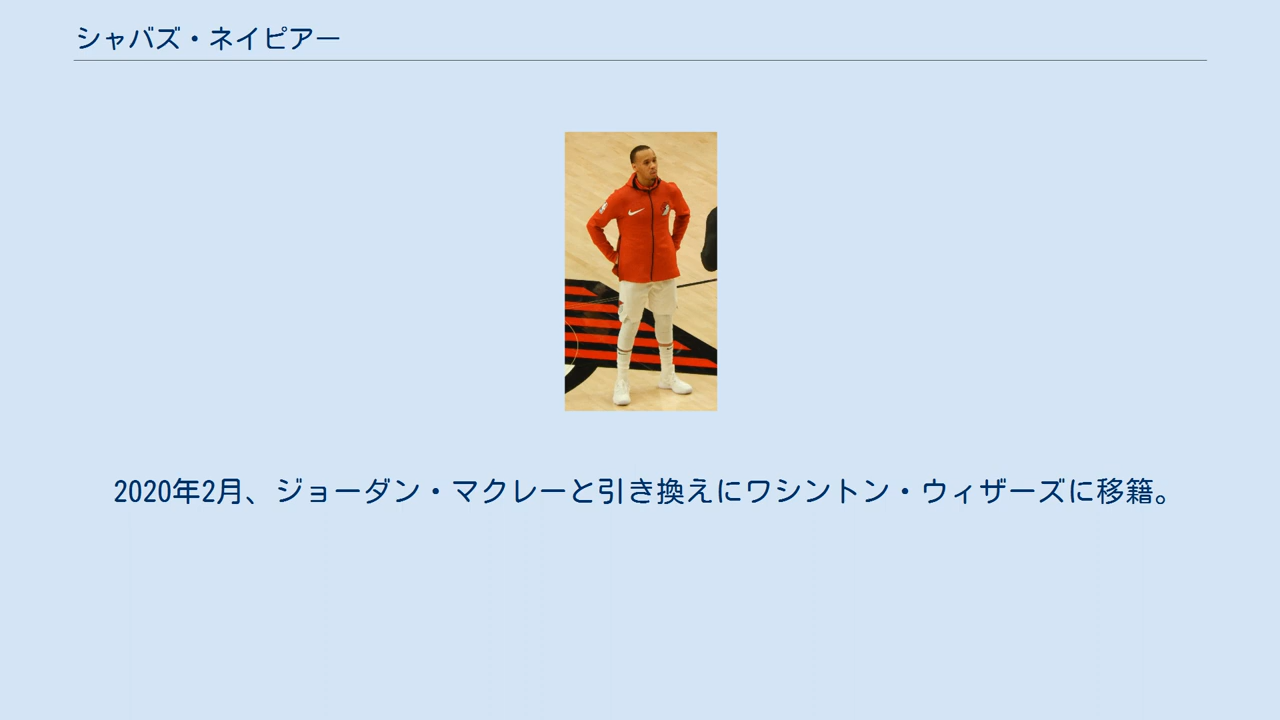 シャバズ・ネイピアー
2020年2月、ジョーダン・マクレーと引き換えにワシントン・ウィザーズに移籍。